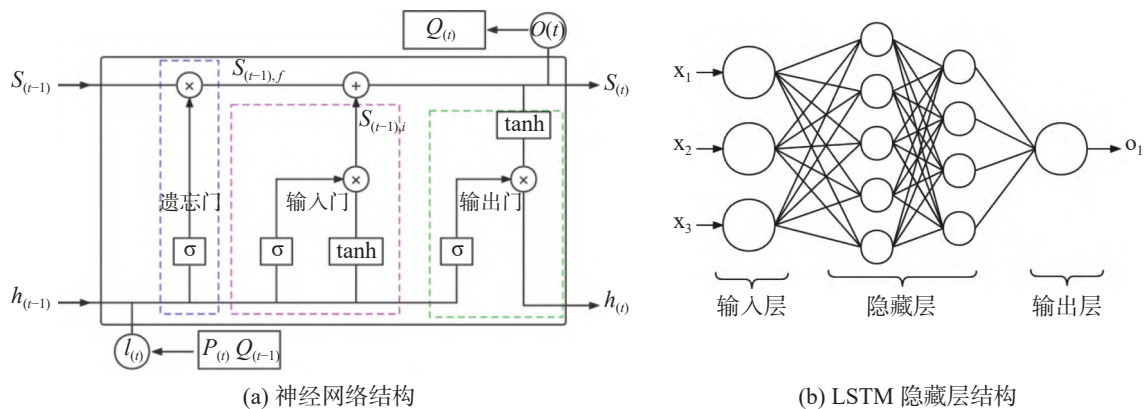 Q(t)
O(t)
S(t−1)
S(t−1),f
S(t)
S(t−1),i
tanh
遗忘门
输入门
输出门
σ
σ
tanh
σ
h(t−1)
h(t)
l(t)
P(t) Q(t−1)
(a) 神经网络结构
x1
x2
x3
o1
输入层
隐藏层
输出层
(b) LSTM 隐藏层结构